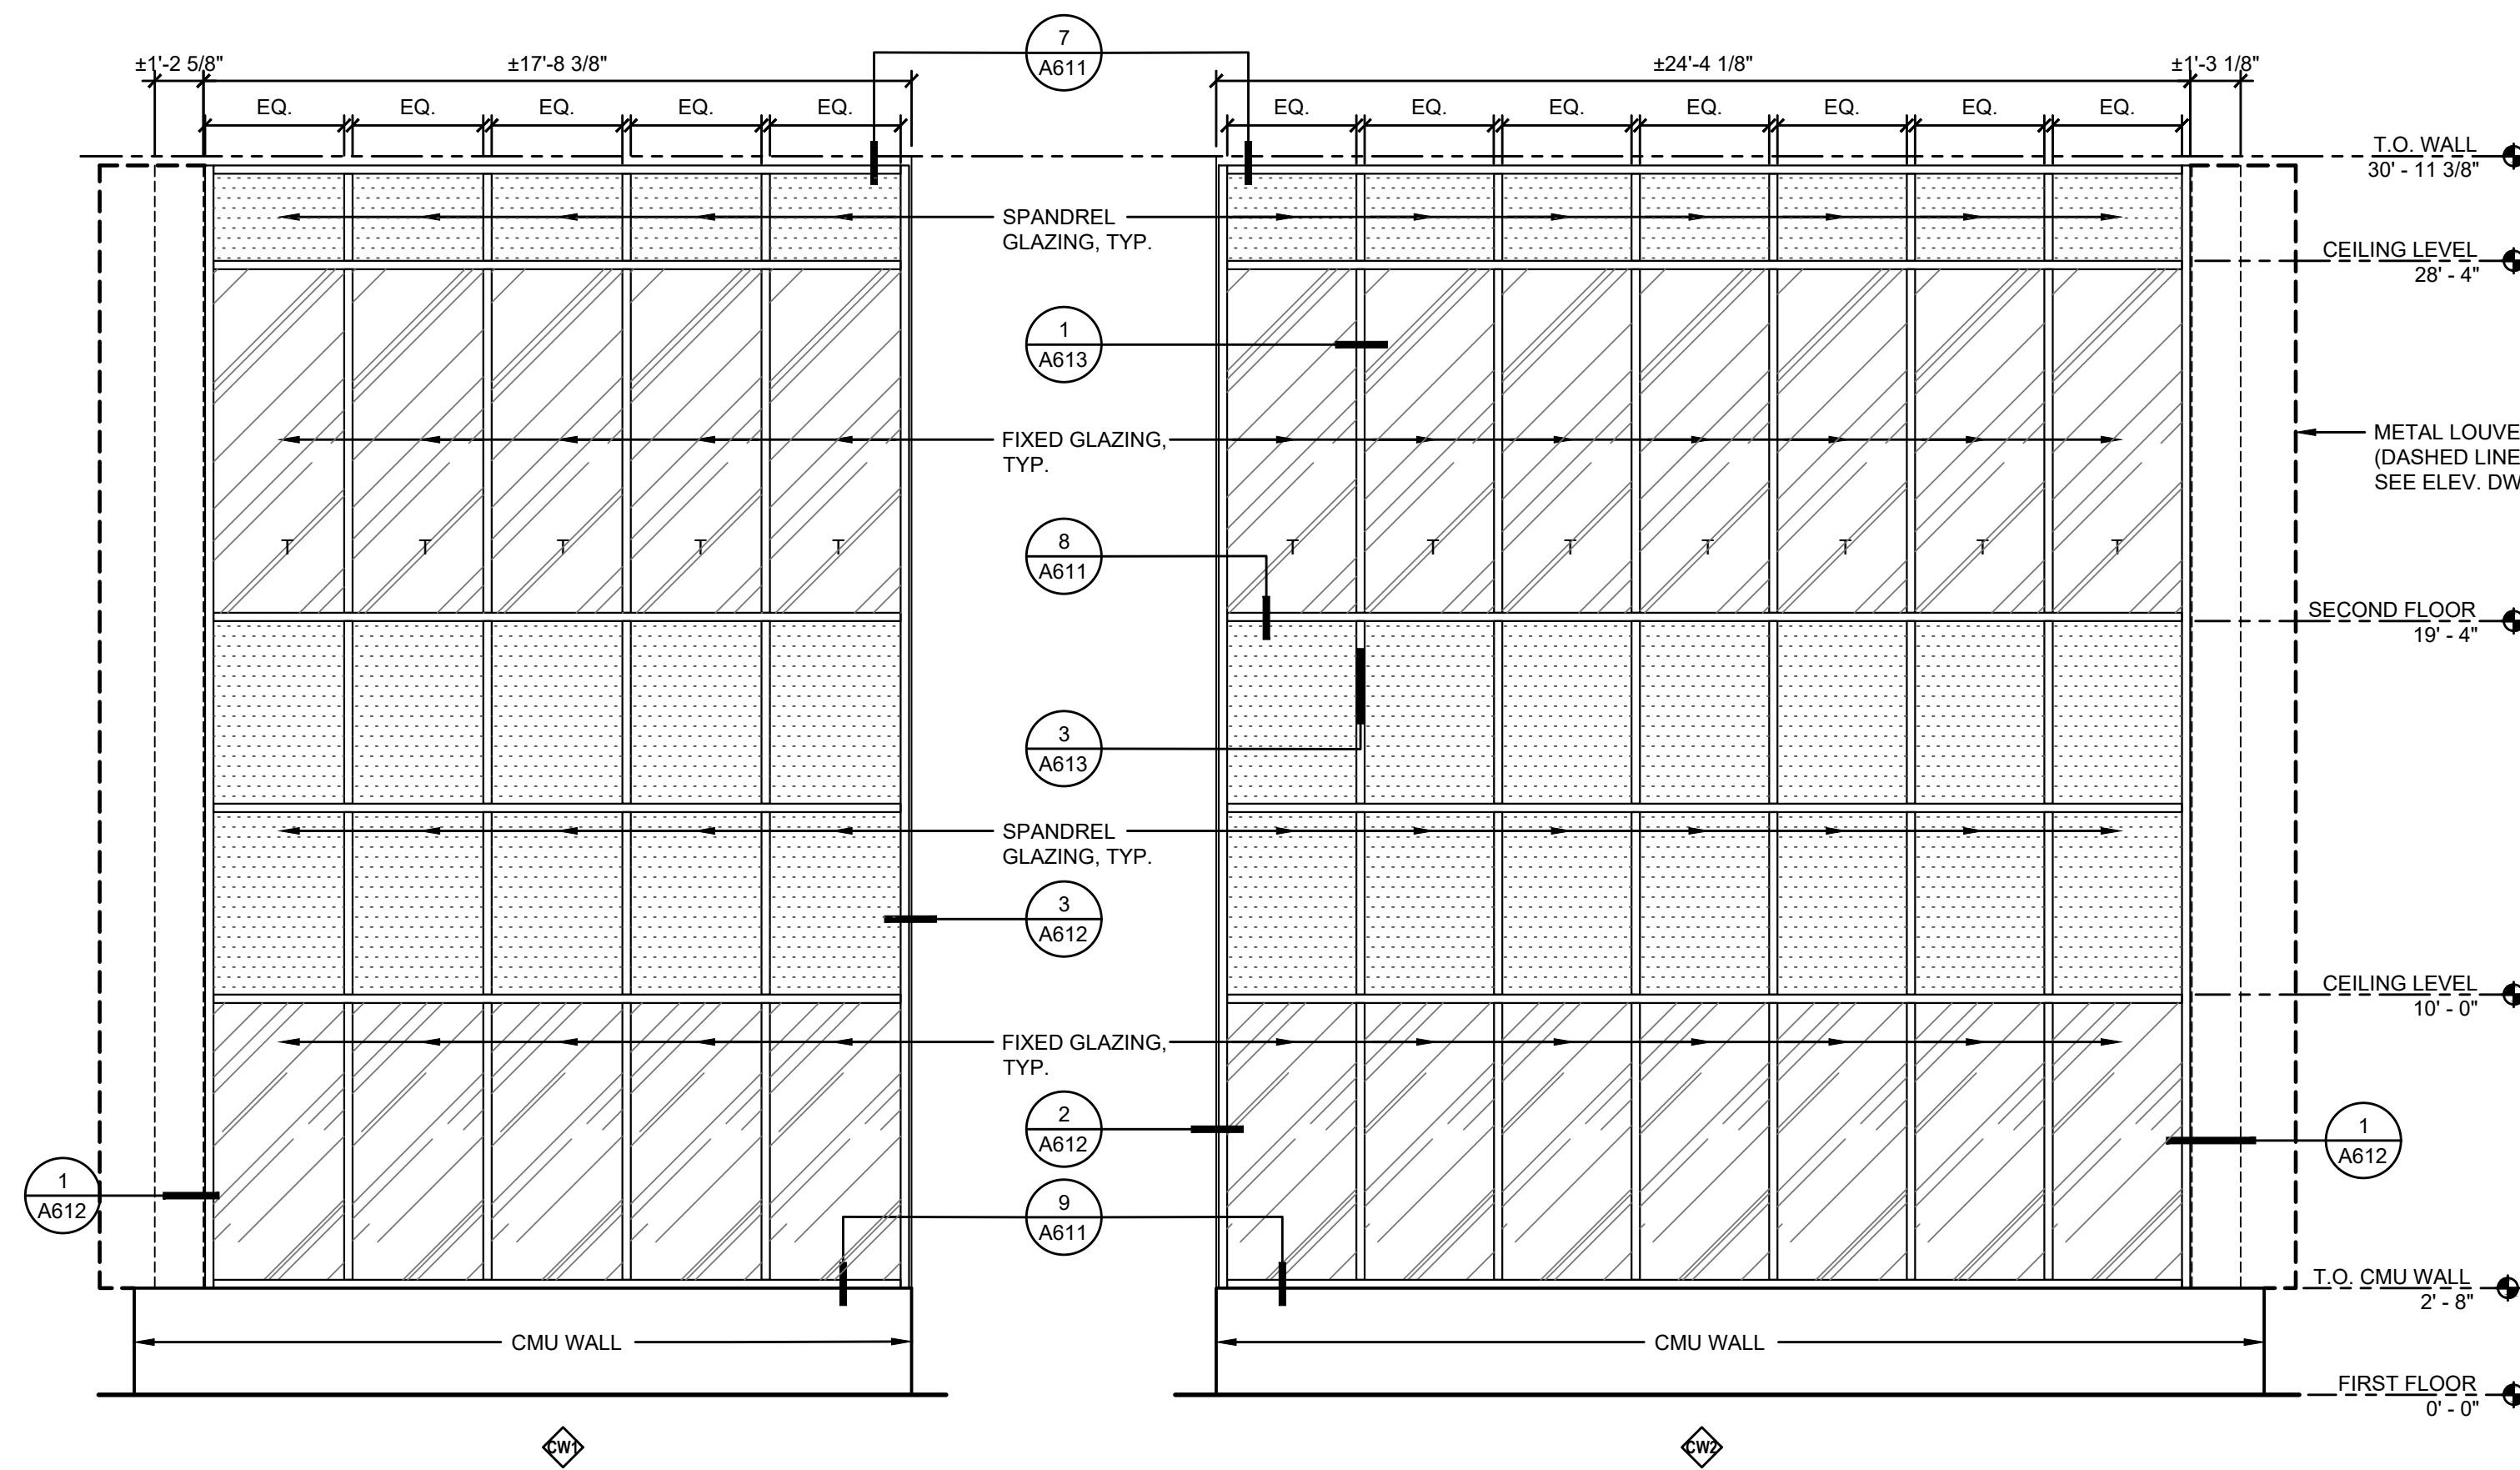 7
A611
±1'-2 5/8"
±17'-8 3/8"
±24'-4 1/8"
±1'-3 1/8"
EQ.
EQ.
EQ.
EQ.
EQ.
EQ.
EQ.
EQ.
EQ.
EQ.
EQ.
EQ.
T.O. WALL
30' - 11 3/8"
SPANDREL
GLAZING, TYP.
CEILING LEVEL
28' - 4"
1
A613
FIXED GLAZING,
TYP.
METAL LOUVE
(DASHED LINE
SEE ELEV. DW
T
T
T
T
T
T
T
T
T
T
T
T
8
A611
SECOND FLOOR
19' - 4"
3
A613
SPANDREL
GLAZING, TYP.
3
A612
CEILING LEVEL
10' - 0"
FIXED GLAZING,
TYP.
2
A612
1
A612
1
A612
9
A611
T.O. CMU WALL
2' - 8"
CMU WALL
CMU WALL
FIRST FLOOR
0' - 0"
CW1
CW2